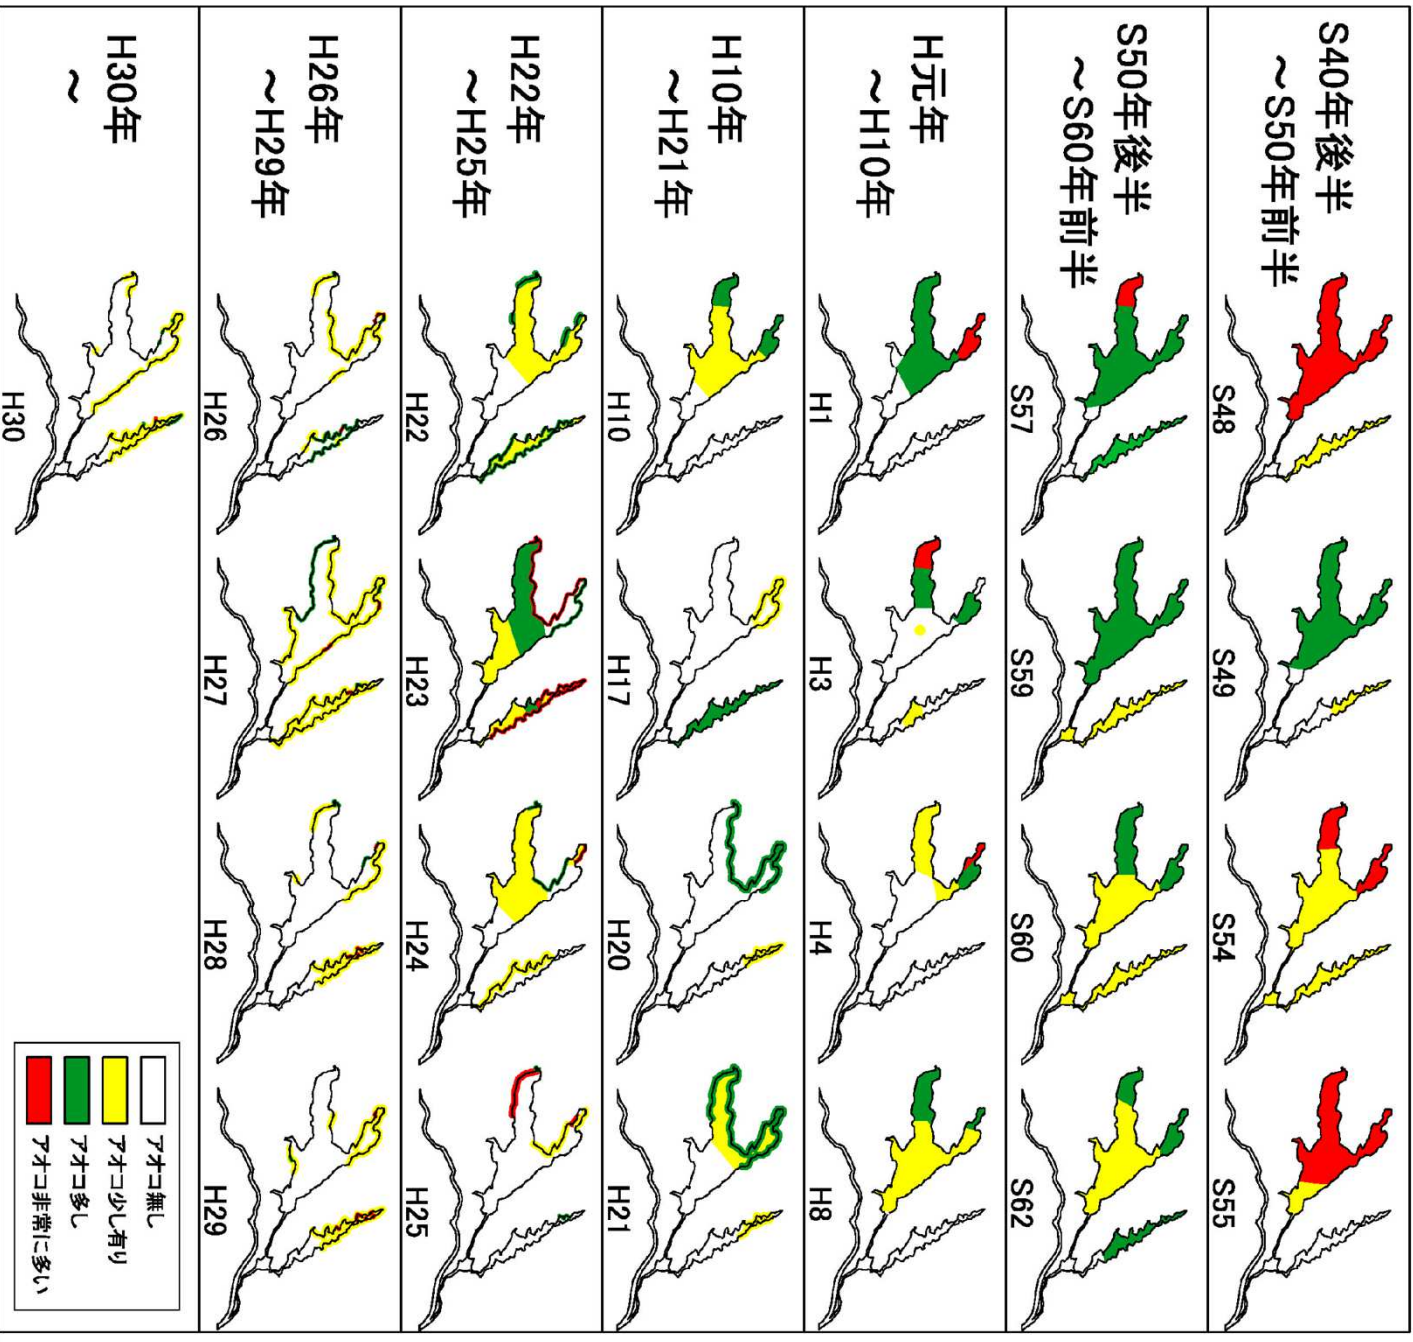 S40年後半
～S50年前半
S48
S49
S54
S55
S50年後半
～S60年前半
S57
S59
S60
S62
H元年
～H10年
H1
H3
H4
H8
H10年
～H21年
H10
H17
H20
H21
H22年
～H25年
H22
H23
H24
H25
H26年
～H29年
H26
H27
H28
H29
H30年
～
H30
アオコ無し
アオコ少し有り
アオコ多し
アオコ非常に多い